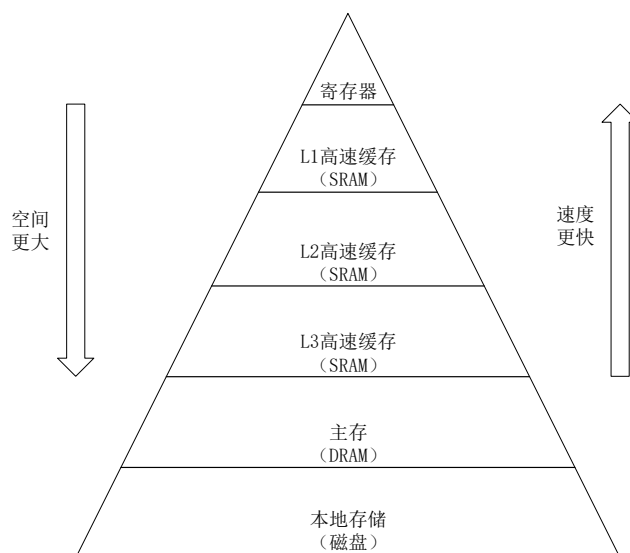 寄存器
L1高速缓存
（SRAM）
空间
更大
速度
更快
L2高速缓存
（SRAM）
L3高速缓存
（SRAM）
主存
（DRAM）
本地存储
（磁盘）